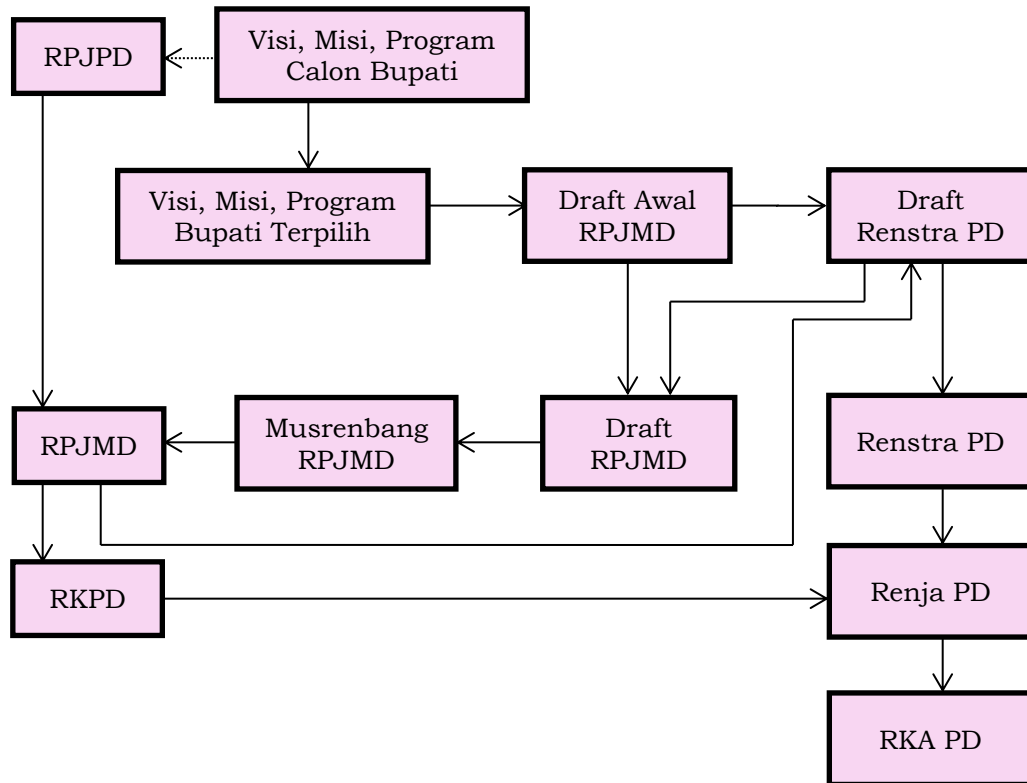 RPJPD
Visi, Misi, Program
Calon Bupati
Visi, Misi, Program
Bupati Terpilih
Draft Awal
RPJMD
Draft
Renstra PD
RPJMD
Musrenbang
RPJMD
Draft
RPJMD
Renstra PD
RKPD
Renja PD
RKA PD